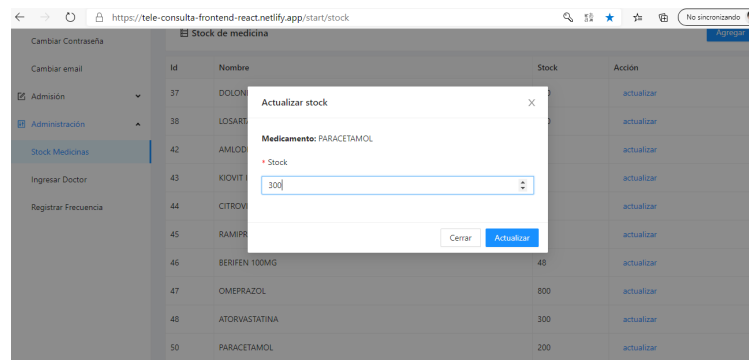 https://tele-consulta-frontend-react.netlify.app/start/stock
No sincronizando
Cambiar Contraseña
Cambiar email
Admisión
Administración
Stock Medicinas
Ingresar Doctor
Registrar Frecuencia
Stock de medicina
Agregar
Id Nombre Stock Acción
37 actualizar
38 actualizar
42 actualizar
43 actualizar
44 actualizar
45 actualizar
46 BERIFEN 100MG 48 actualizar
47 OMEPRAZOL 800 actualizar
48 ATORVASTATINA 300 actualizar
50 PARACETAMOL 200 actualizar
Actualizar stock
Medicamento: PARACETAMOL
* Stock
300
Cerrar Actualizar